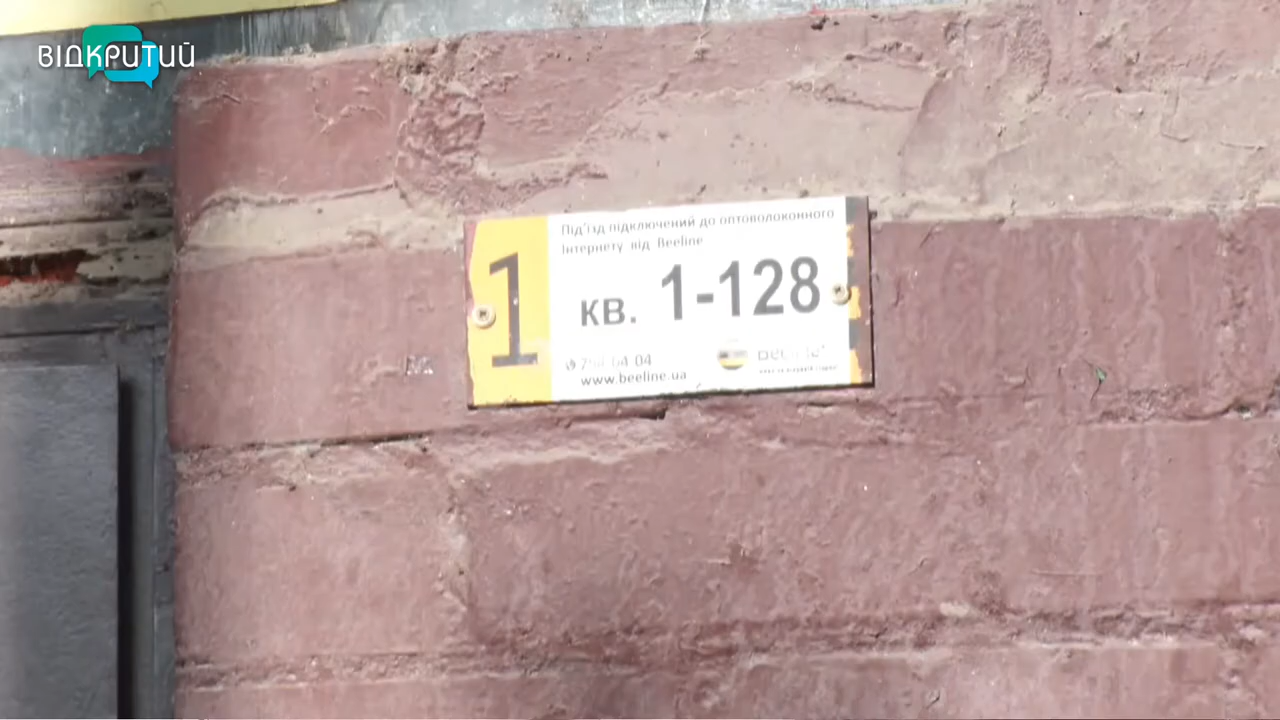 ВІДКРИТИЙ
Під'їзд підключений до оптоволоконного
Інтернету від Beeline
1
кв. 1-128
www.beeline.ua